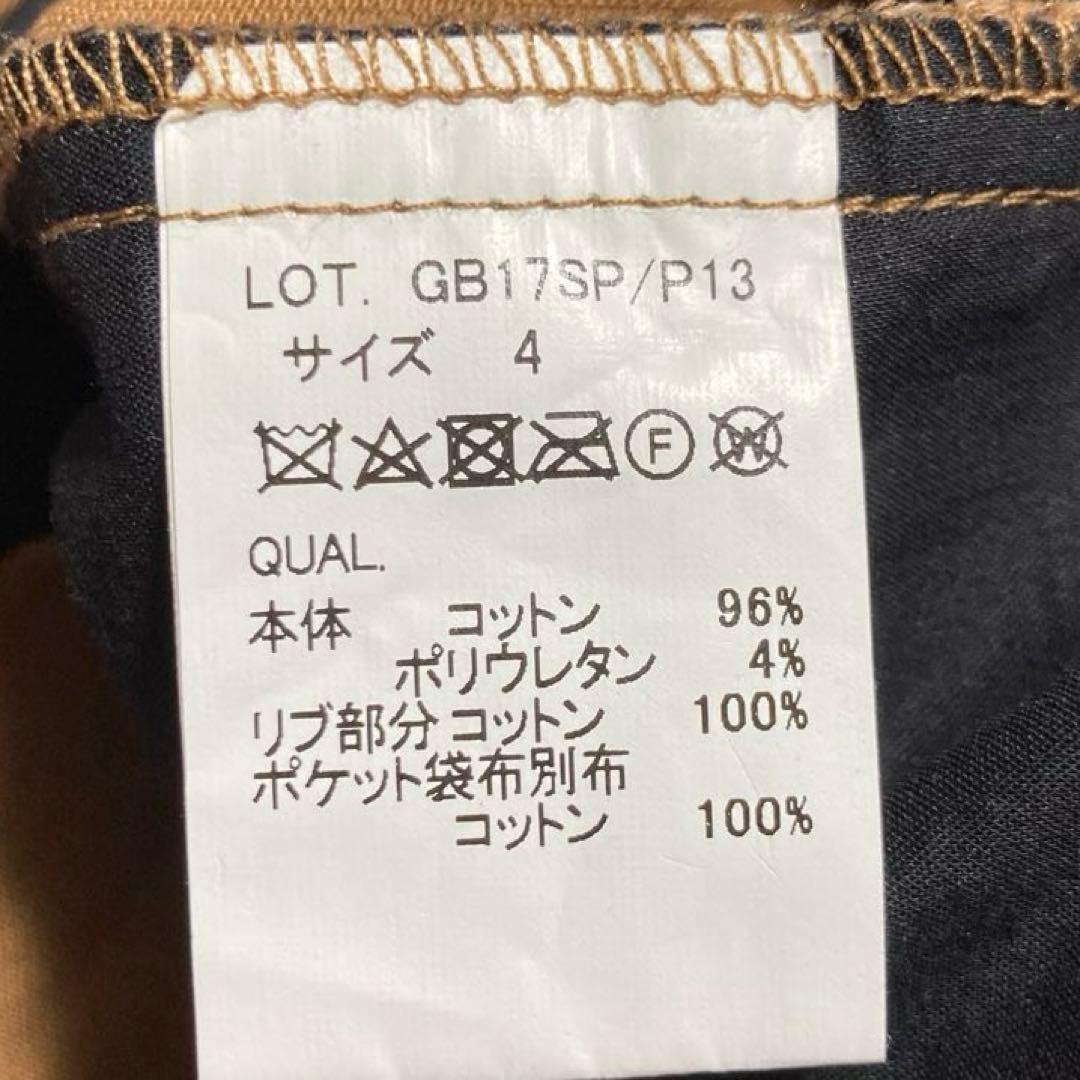 LOT. GB17SP/P13
サイズ 4
F W
QUAL.
本体 コットン 96%
ポリウレタン 4%
リブ部分 コットン 100%
ポケット袋布別布
コットン 100%